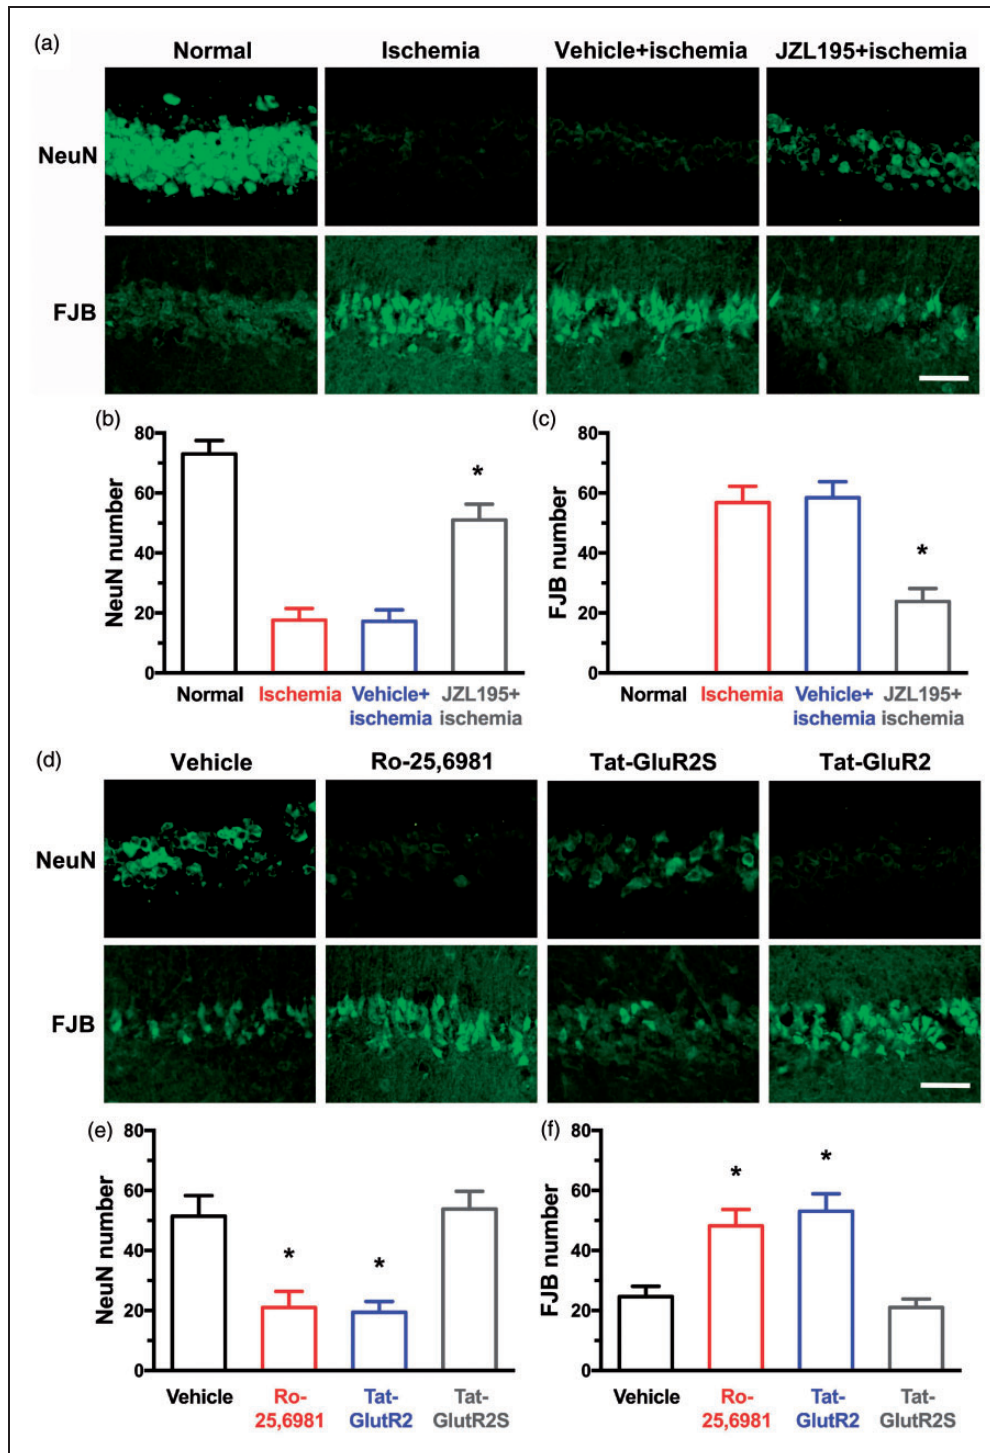 (a)
Normal Ischemia Vehicle+ischemia JZL195+ischemia
NeuN
FJB
(b)
80
60
40
20
0
NeuN number
*
Normal Ischemia Vehicle+ JZL195+
ischemia ischemia
(c)
80
60
40
20
0
FJB number
*
Normal Ischemia Vehicle+ JZL195+
ischemia ischemia
(d)
Vehicle Ro-25,6981 Tat-GluR2S Tat-GluR2
NeuN
FJB
(e)
80
60
40
20
0
NeuN number
* *
Vehicle Ro- Tat- Tat-
25,6981 GlutR2 GlutR2S
(f)
80
60
40
20
0
FJB number
* *
Vehicle Ro- Tat- Tat-
25,6981 GlutR2 GlutR2S